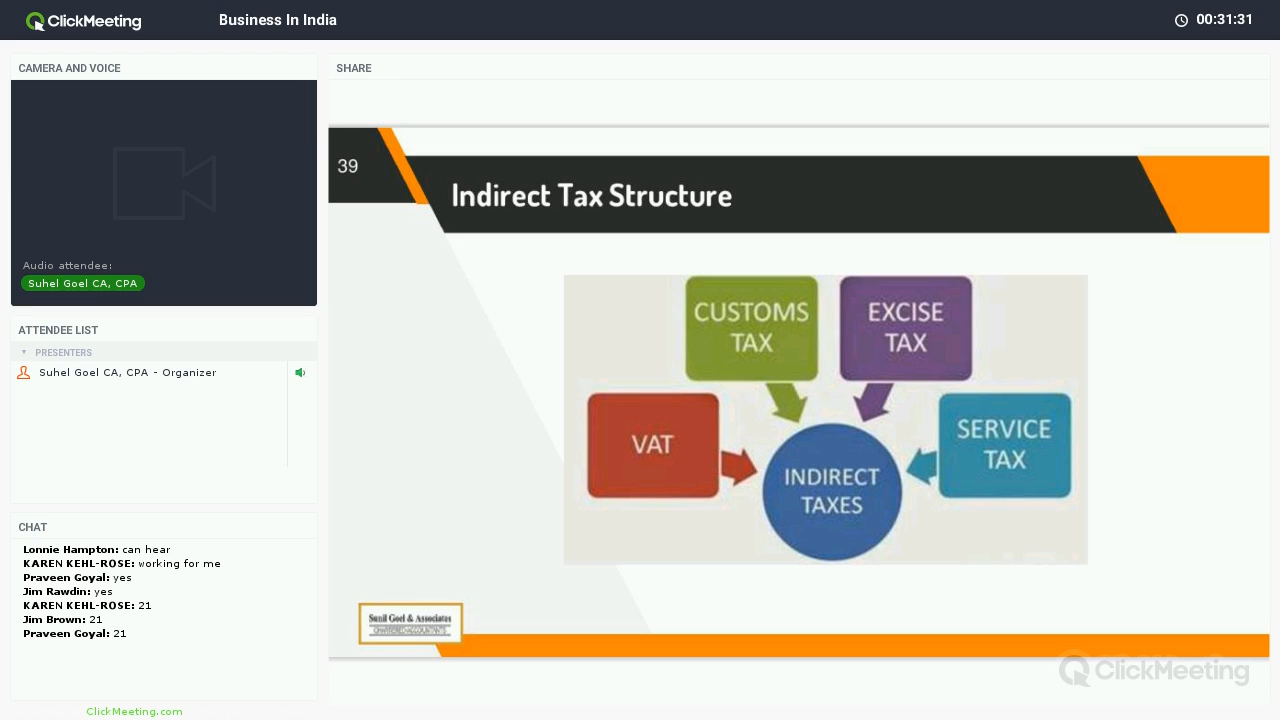 ClickMeeting
Business In India
00:31:31
CAMERA AND VOICE
Audio attendee:
Suhel Goel CA, CPA
ATTENDEE LIST
PRESENTERS
Suhel Goel CA, CPA - Organizer
CHAT
Lonnie Hampton: can hear
KAREN KEHL-ROSE: working for me
Praveen Goyal: yes
Jim Rawdin: yes
KAREN KEHL-ROSE: 21
Jim Brown: 21
Praveen Goyal: 21
ClickMeeting.com
SHARE
39
Indirect Tax Structure
CUSTOMS
TAX
EXCISE
TAX
VAT
SERVICE
TAX
INDIRECT
TAXES
Sunil Goel & Associates
CHARTERED ACCOUNTANTS
ClickMeeting